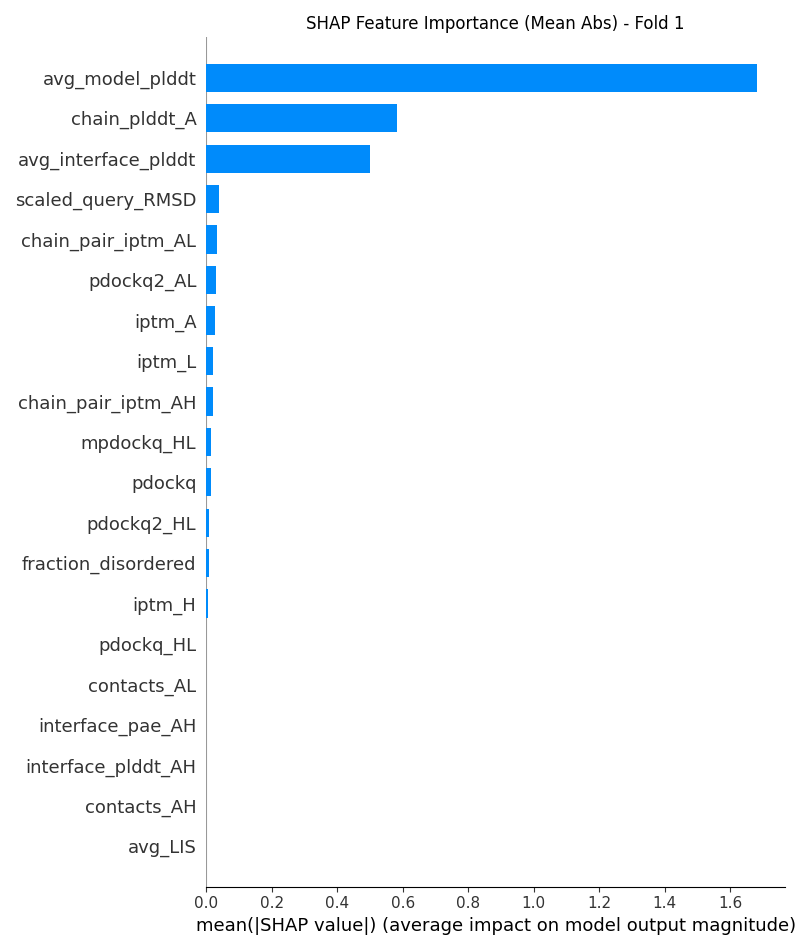 SHAP Feature Importance (Mean Abs) - Fold 1
avg_model_plddt
chain_plddt_A
avg_interface_plddt
scaled_query_RMSD
chain_pair_iptm_AL
pdockq2_AL
iptm_A
iptm_L
chain_pair_iptm_AH
mpdockq_HL
pdockq
pdockq2_HL
fraction_disordered
iptm_H
pdockq_HL
contacts_AL
interface_pae_AH
interface_plddt_AH
contacts_AH
avg_LIS
0.0 0.2 0.4 0.6 0.8 1.0 1.2 1.4 1.6
mean(|SHAP value|) (average impact on model output magnitude)